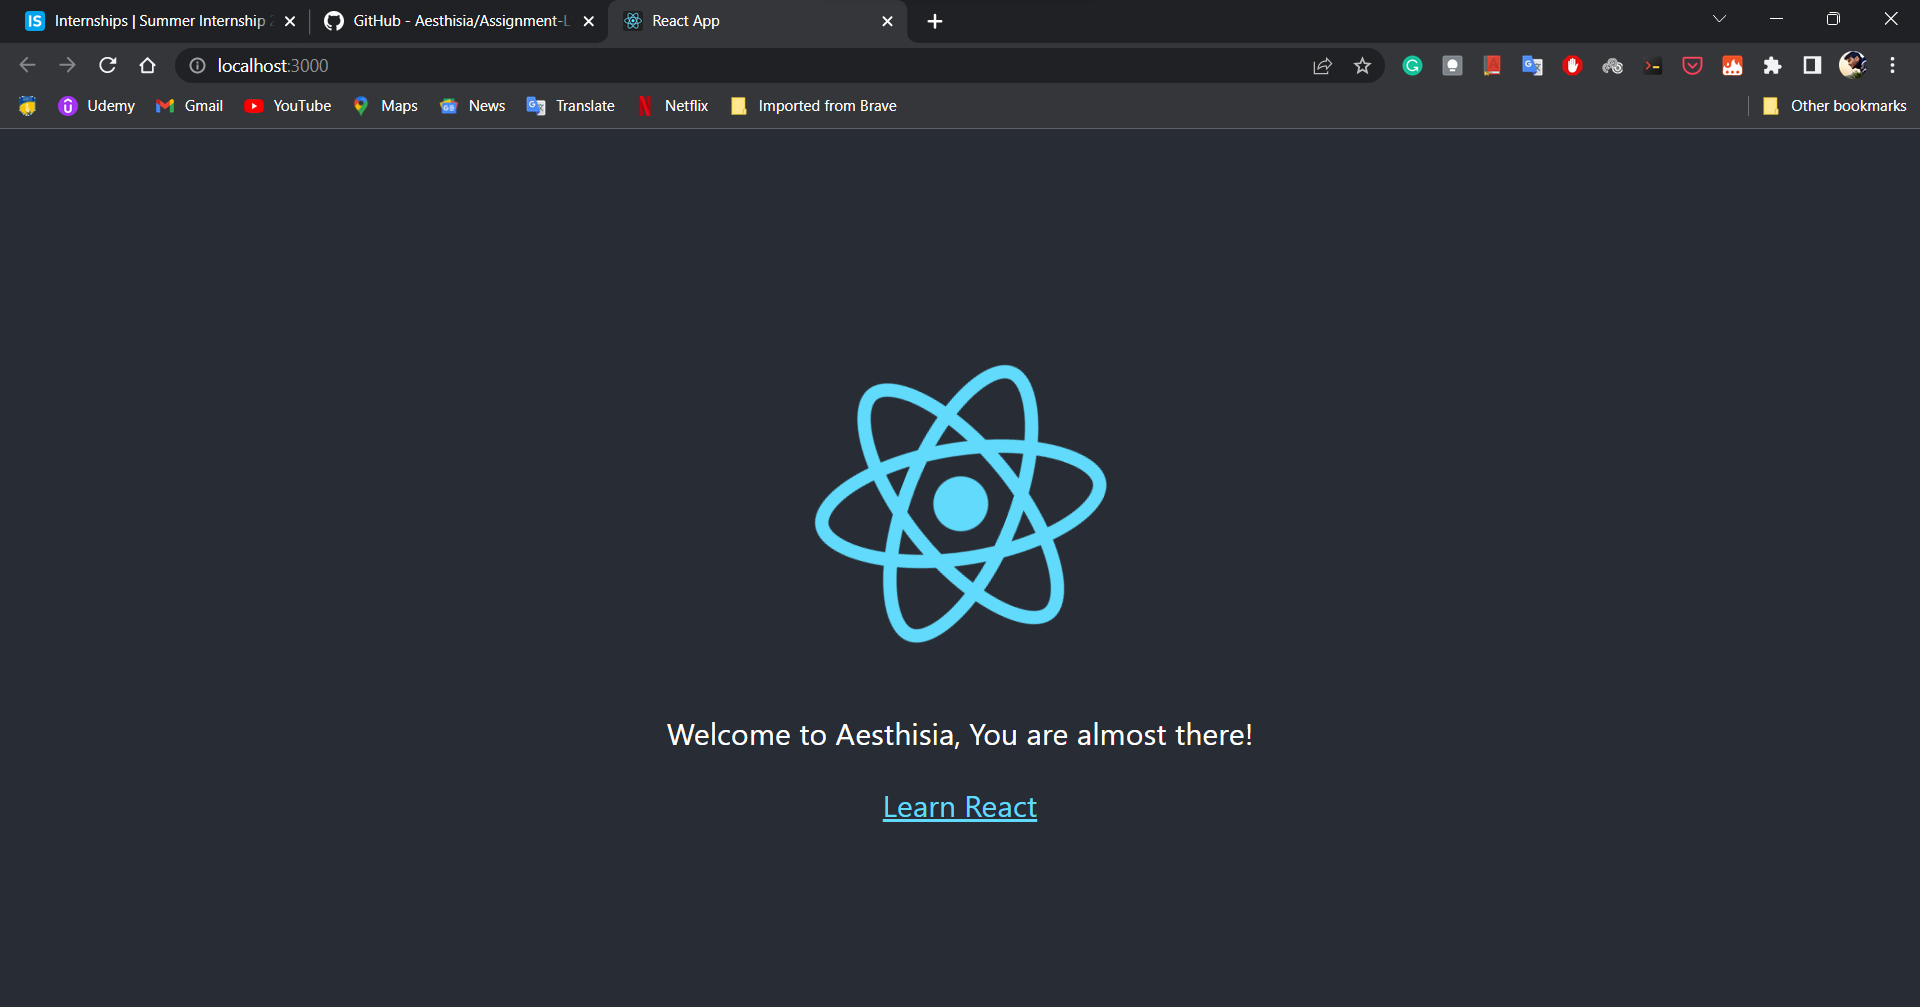 Internships | Summer Internship
GitHub - Aesthisia/Assignment-L
React App
localhost:3000
Udemy
Gmail
YouTube
Maps
News
Translate
Netflix
Imported from Brave
Other bookmarks
Welcome to Aesthisia, You are almost there!
Learn React